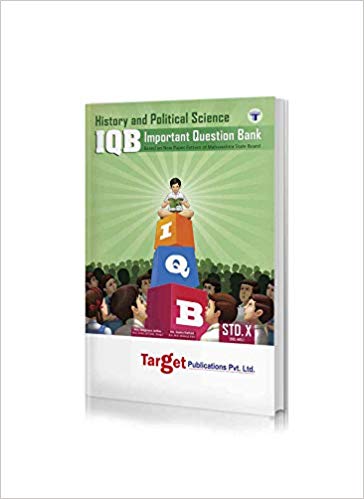 History and Political Science
IQB Important Question Bank
Based on New Paper Pattern of Maharashtra State Board
I
Q
B
STD. X
Target Publications Pvt. Ltd.